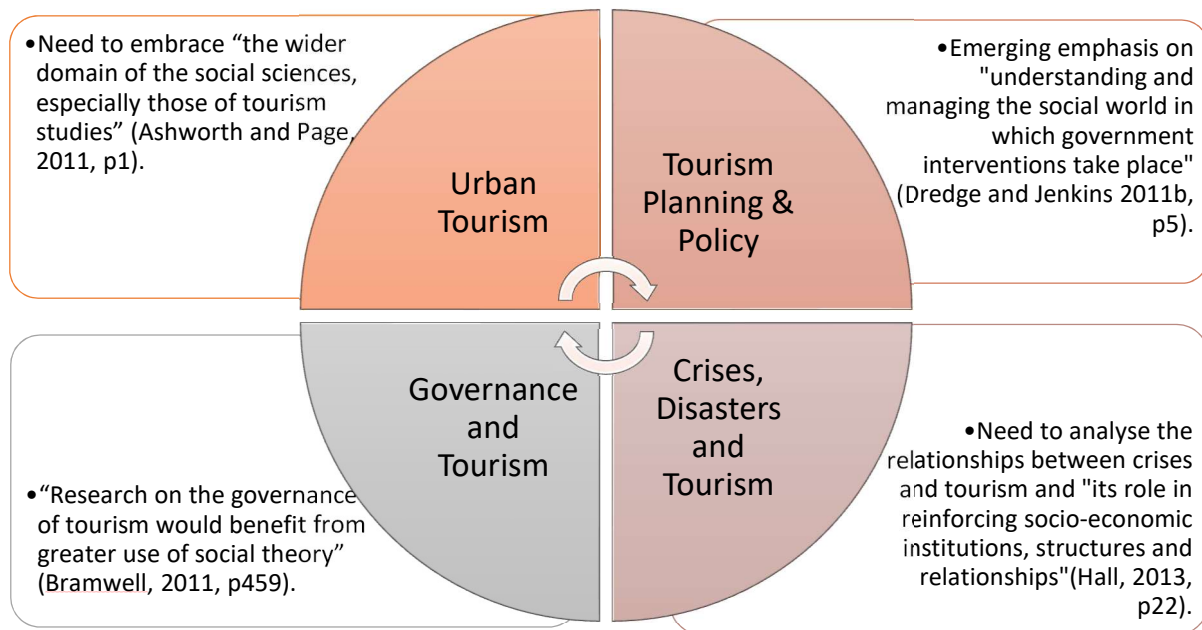 •Need to embrace “the wider
domain of the social sciences,
especially those of tourism
studies” (Ashworth and Page,
2011, p1).
Urban
Tourism
Tourism
Planning &
Policy
•Emerging emphasis on
"understanding and
managing the social world in
which government
interventions take place"
(Dredge and Jenkins 2011b,
p5).
•“Research on the governance
of tourism would benefit from
greater use of social theory”
(Bramwell, 2011, p459).
Governance
and
Tourism
Crises,
Disasters
and
Tourism
•Need to analyse the
relationships between crises
and tourism and "its role in
reinforcing socio-economic
institutions, structures and
relationships"(Hall, 2013,
p22).